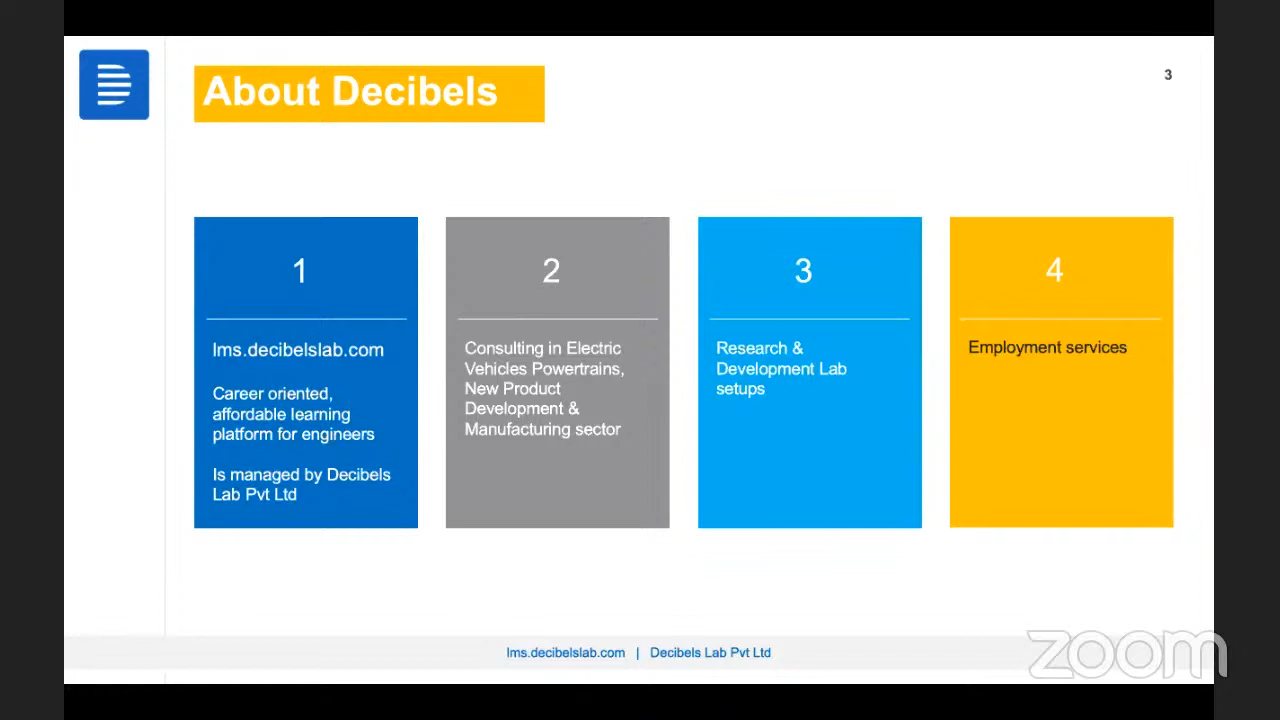 About Decibels
3
1
lms.decibelslab.com
Career oriented,
affordable learning
platform for engineers
Is managed by Decibels
Lab Pvt Ltd
2
Consulting in Electric
Vehicles Powertrains,
New Product
Development &
Manufacturing sector
3
Research &
Development Lab
setups
4
Employment services
lms.decibelslab.com | Decibels Lab Pvt Ltd
zoom